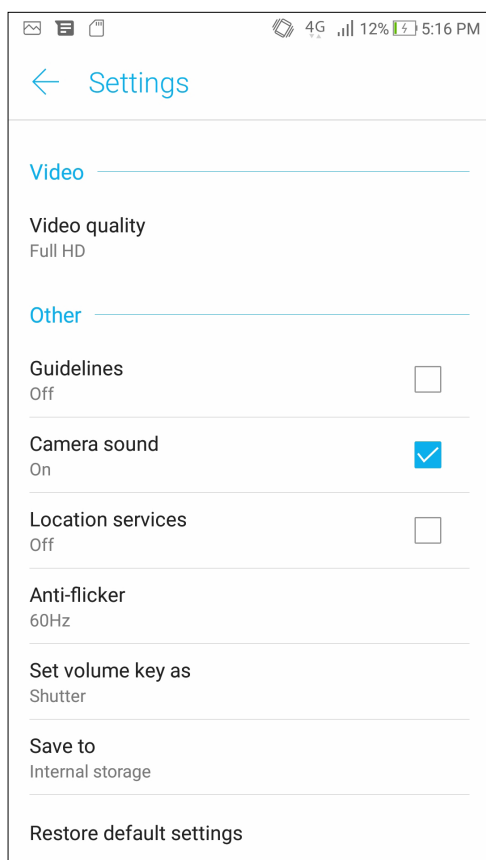 4G 12% 5:16 PM
Settings
Video
Video quality
Full HD
Other
Guidelines
Off
Camera sound
On
Location services
Off
Anti-flicker
60Hz
Set volume key as
Shutter
Save to
Internal storage
Restore default settings